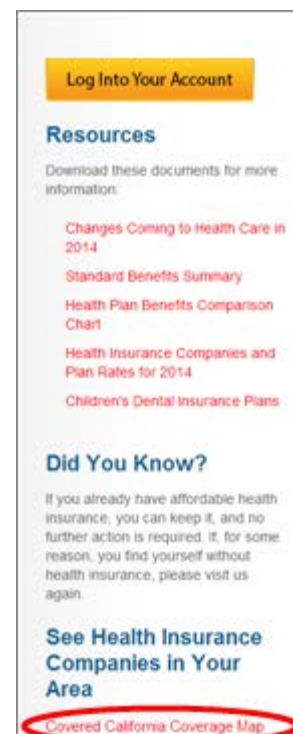 Log Into Your Account
Resources
Download these documents for more
information:
Changes Coming to Health Care in
2014
Standard Benefits Summary
Health Plan Benefits Comparison
Chart
Health Insurance Companies and
Plan Rates for 2014
Children's Dental Insurance Plans
Did You Know?
If you already have affordable health
insurance, you can keep it, and no
further action is required. If, for some
reason, you find yourself without
health insurance, please visit us
again.
See Health Insurance
Companies in Your
Area
Covered California Coverage Map